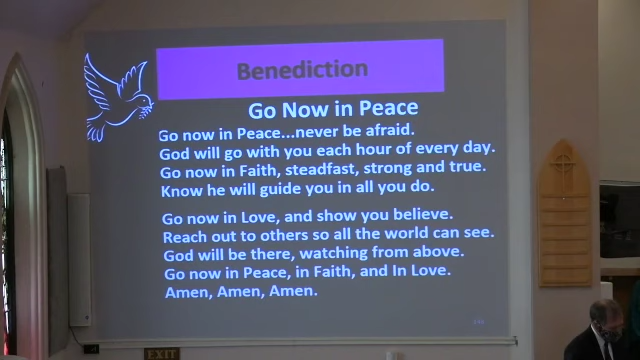 Benediction
Go Now in Peace
Go now in Peace...never be afraid.
God will go with you each hour of every day.
Go now in Faith, steadfast, strong and true.
Know he will guide you in all you do.
Go now in Love, and show you believe.
Reach out to others so all the world can see.
God will be there, watching from above.
Go now in Peace, in Faith, and In Love.
Amen, Amen, Amen.
EXIT